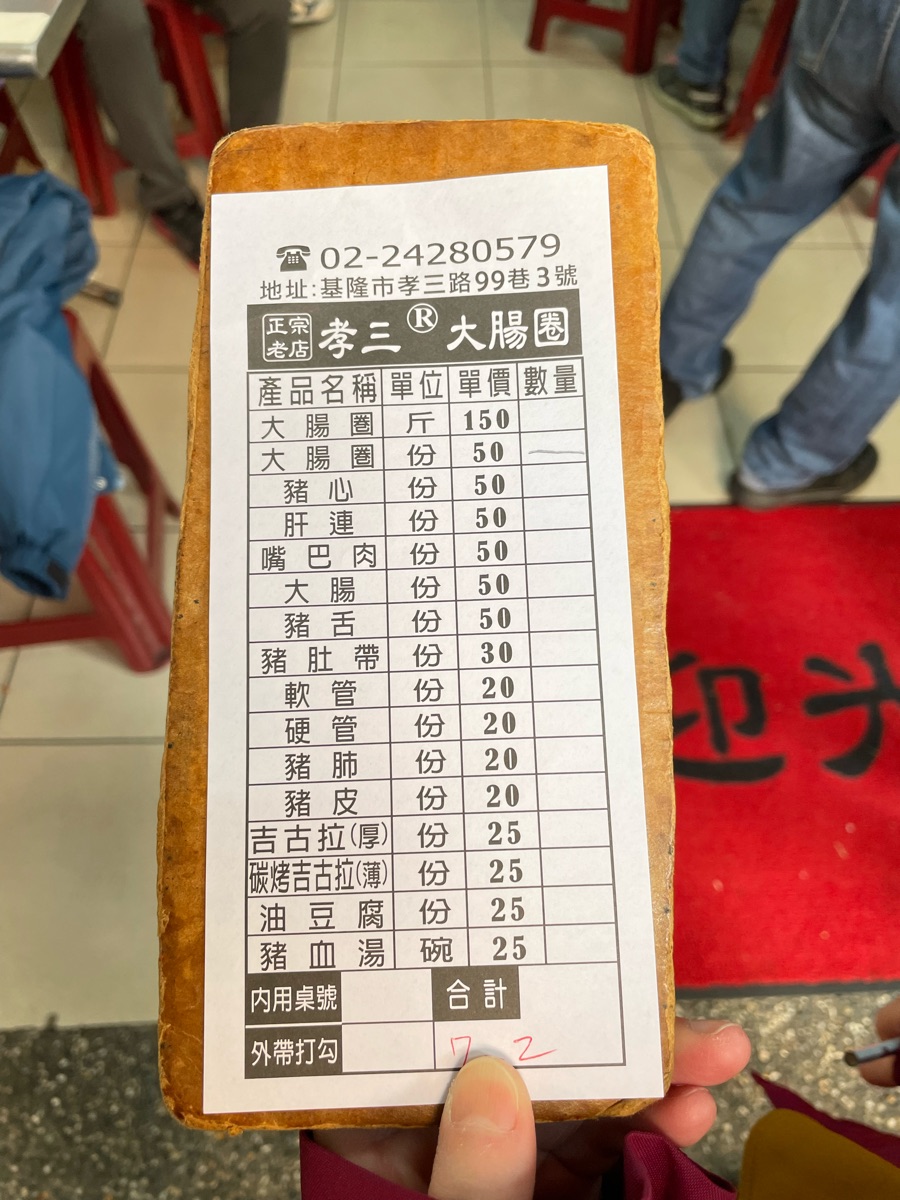 ☎ 02-24280579
地址:基隆市孝三路99巷3號
正宗老店 孝三® 大腸圈
產品名稱 單位 單價 數量
大腸圈 斤 150
大腸圈 份 50 一
豬心 份 50
肝連 份 50
嘴巴肉 份 50
大腸 份 50
豬舌 份 50
豬肚帶 份 30
軟管 份 20
硬管 份 20
豬肺 份 20
豬皮 份 20
吉古拉(厚) 份 25
碳烤吉古拉(薄) 份 25
油豆腐 份 25
豬血湯 碗 25
內用桌號 合計
外帶打勾 72
迎